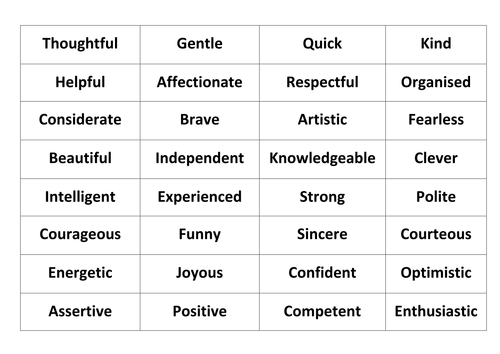 Thoughtful Gentle Quick Kind
Helpful Affectionate Respectful Organised
Considerate Brave Artistic Fearless
Beautiful Independent Knowledgeable Clever
Intelligent Experienced Strong Polite
Courageous Funny Sincere Courteous
Energetic Joyous Confident Optimistic
Assertive Positive Competent Enthusiastic